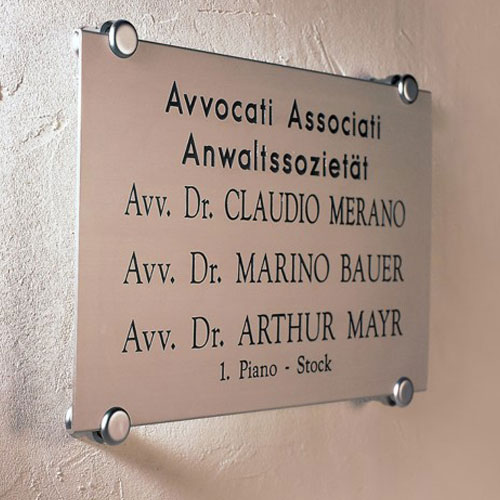 Avvocati Associati
Anwaltssozietät
Avv. Dr. CLAUDIO MERANO
Avv. Dr. MARINO BAUER
Avv. Dr. ARTHUR MAYR
1. Piano - Stock